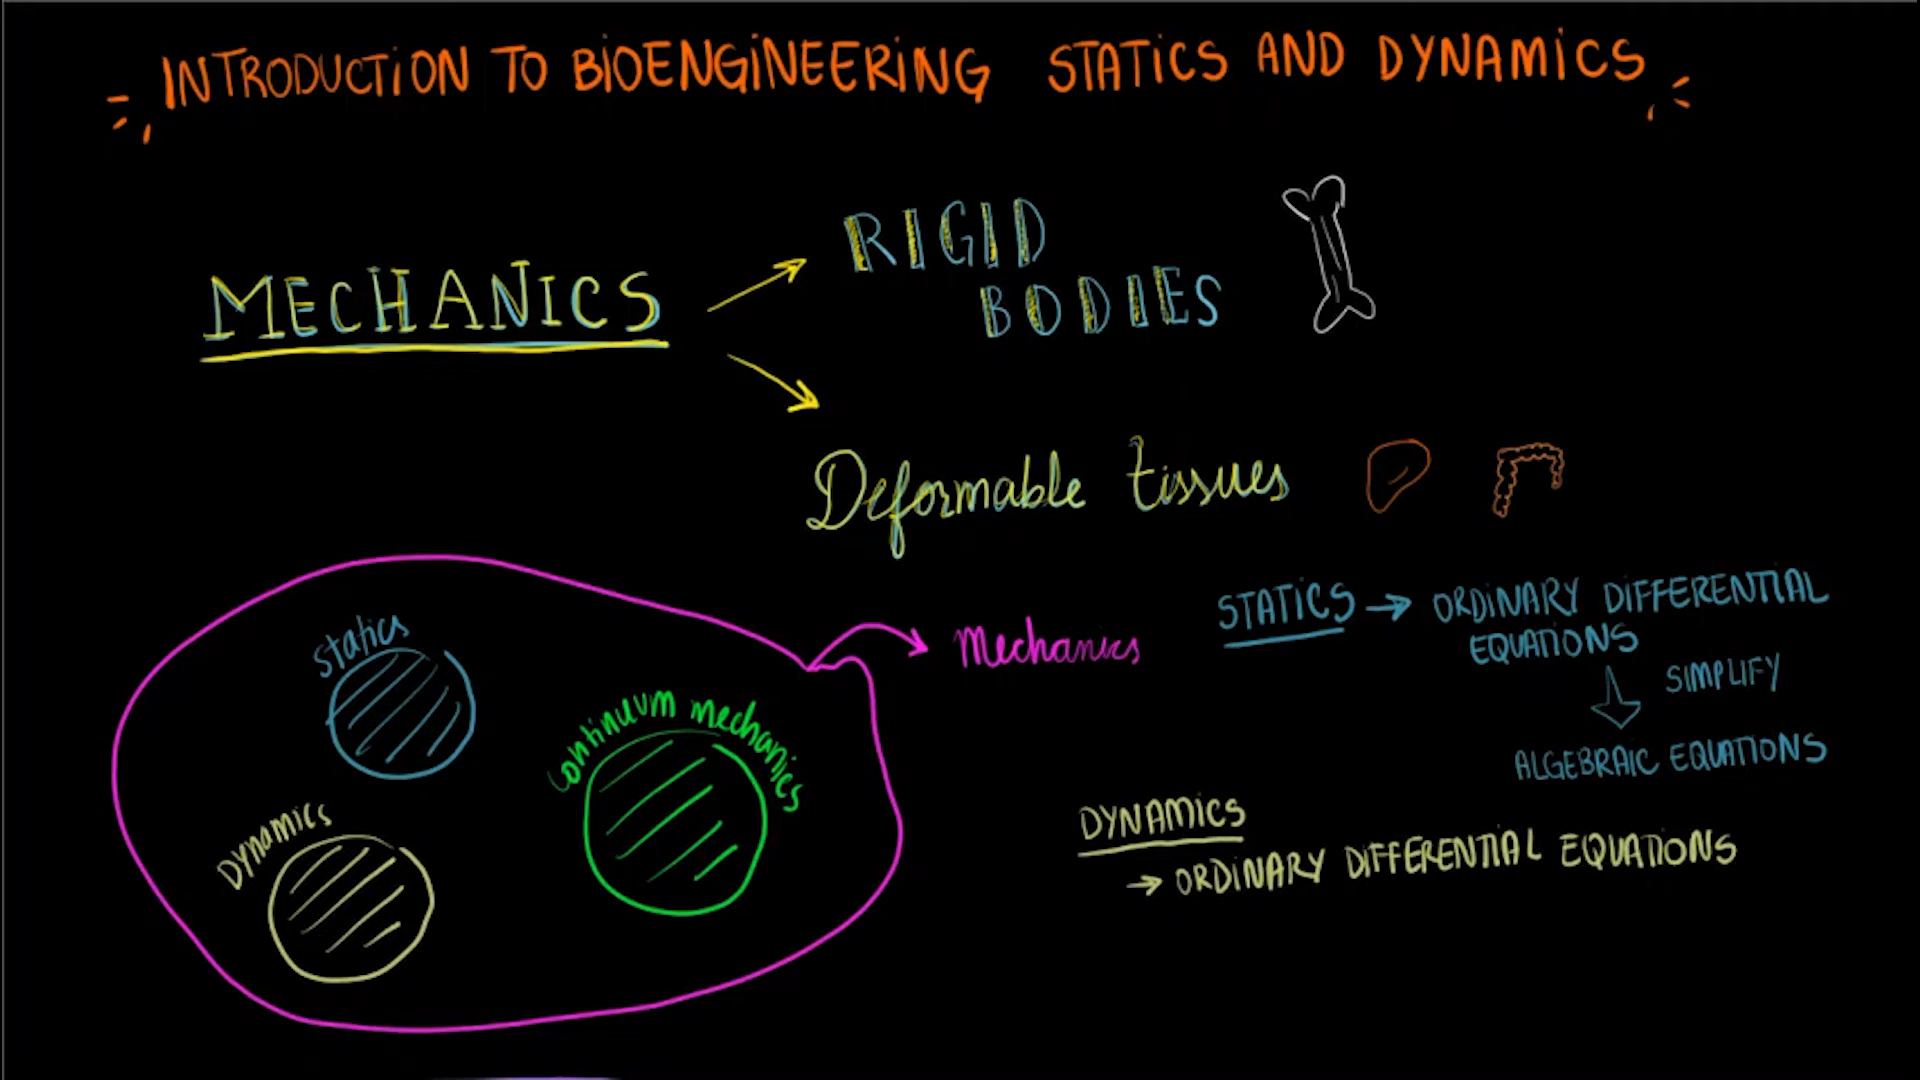 INTRODUCTION TO BIOENGINEERING STATICS AND DYNAMICS
MECHANICS
RIGID
BODIES
Deformable tissues
statics
continuum mechanics
Dynamics
Mechanics
STATICS → ORDINARY DIFFERENTIAL
EQUATIONS
SIMPLIFY
ALGEBRAIC EQUATIONS
DYNAMICS
→ ORDINARY DIFFERENTIAL EQUATIONS